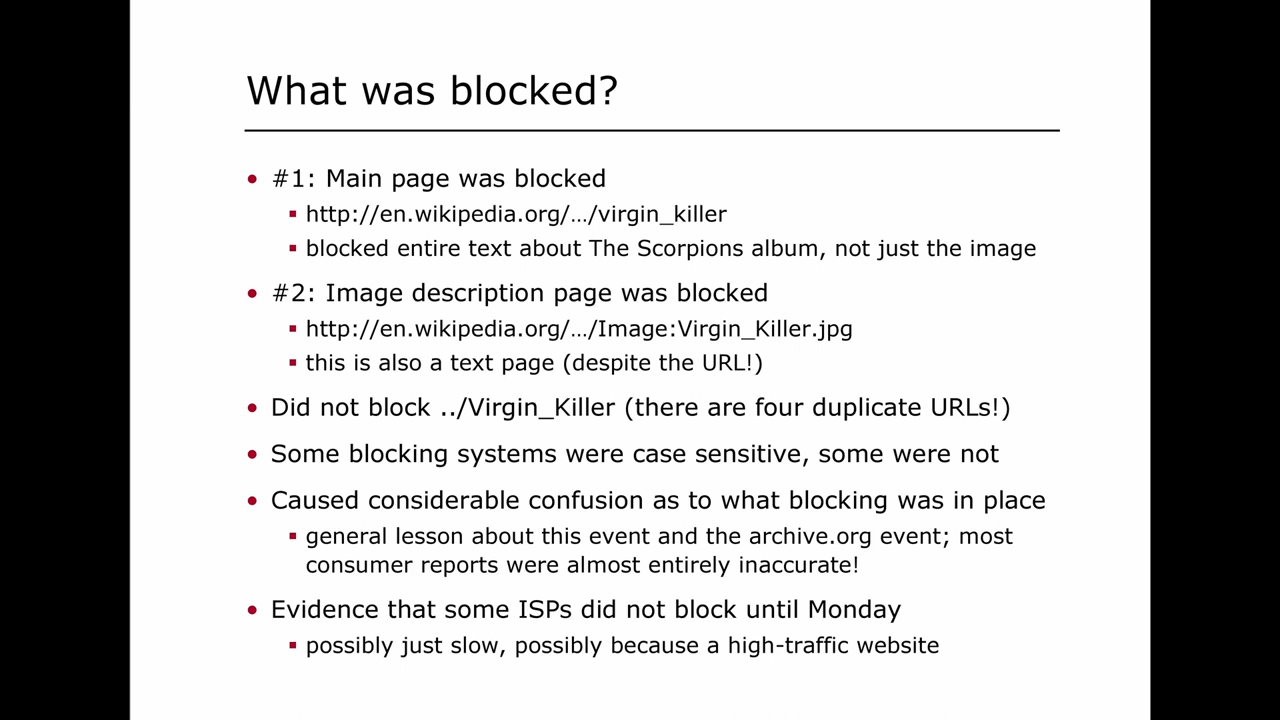 What was blocked?
• #1: Main page was blocked
▪ http://en.wikipedia.org/…/virgin_killer
▪ blocked entire text about The Scorpions album, not just the image
• #2: Image description page was blocked
▪ http://en.wikipedia.org/…/Image:Virgin_Killer.jpg
▪ this is also a text page (despite the URL!)
• Did not block ../Virgin_Killer (there are four duplicate URLs!)
• Some blocking systems were case sensitive, some were not
• Caused considerable confusion as to what blocking was in place
▪ general lesson about this event and the archive.org event; most
consumer reports were almost entirely inaccurate!
• Evidence that some ISPs did not block until Monday
▪ possibly just slow, possibly because a high-traffic website